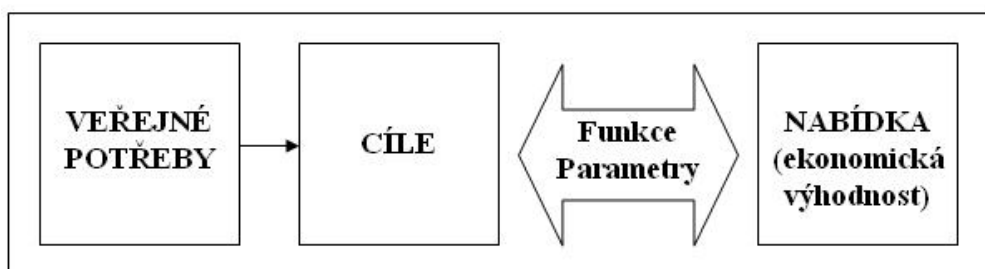 VEŘEJNÉ
POTŘEBY
CÍLE
Funkce
Parametry
NABÍDKA
(ekonomická
výhodnost)